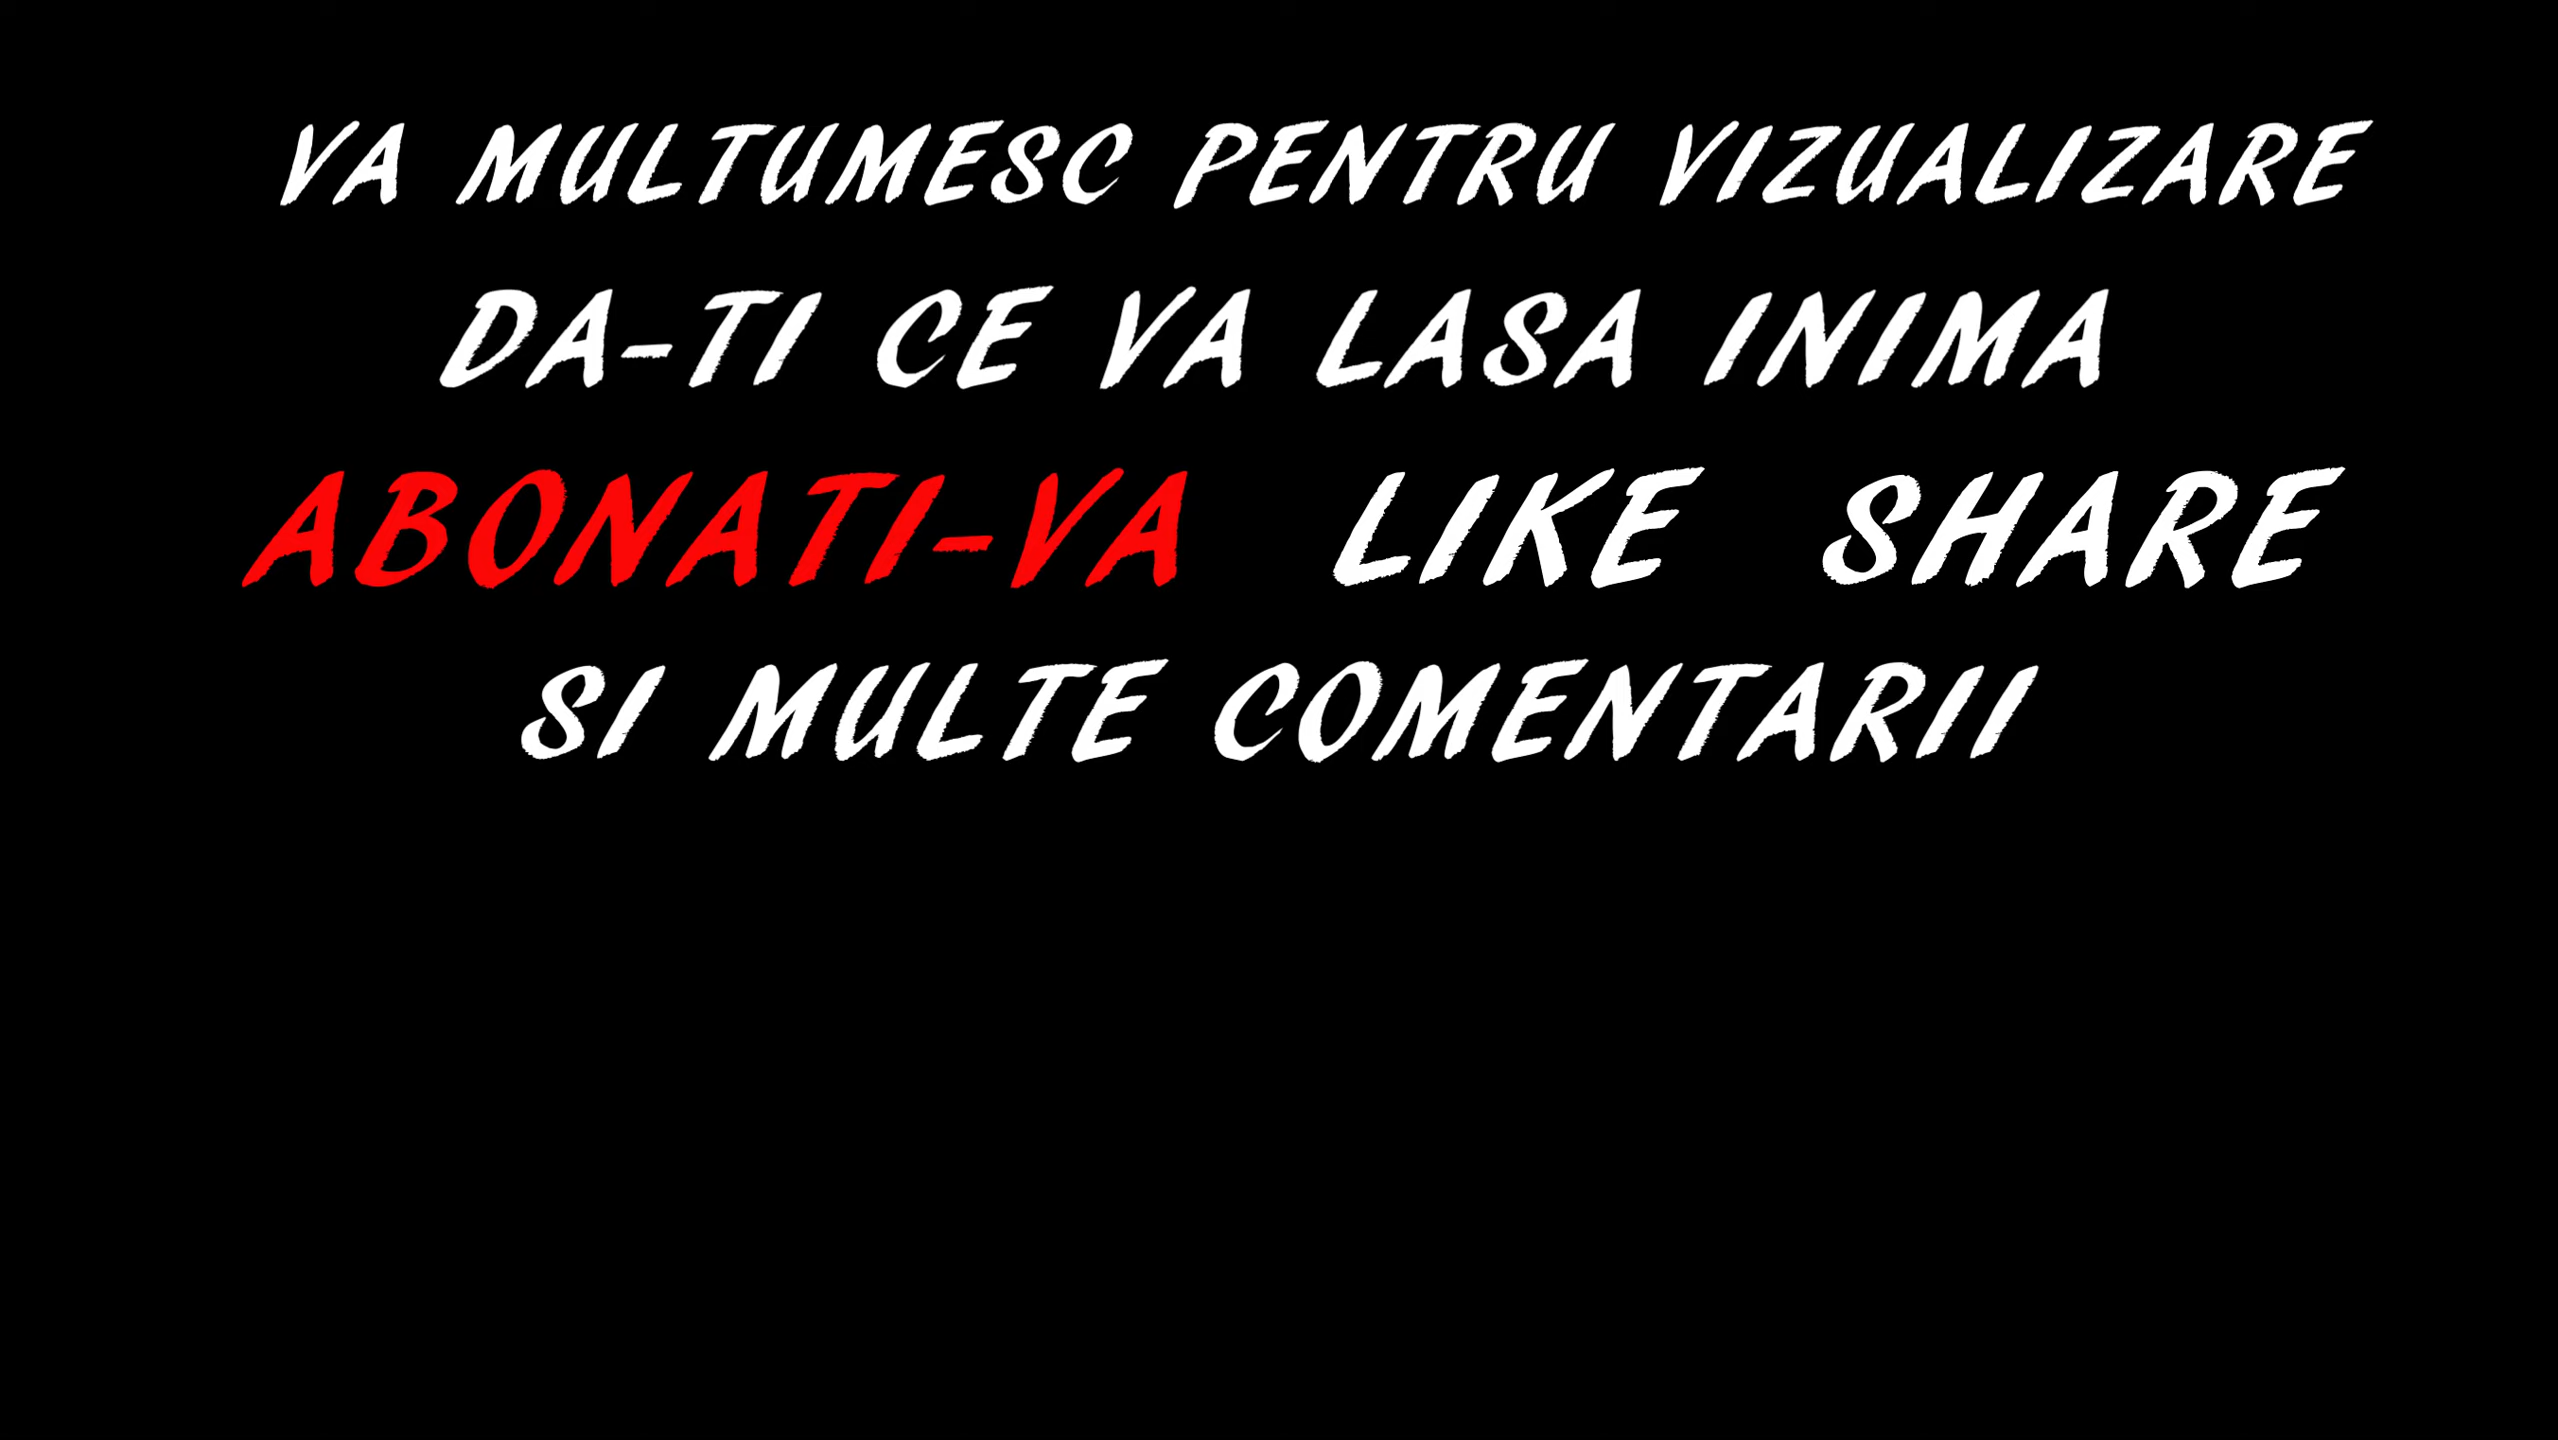 VA MULTUMESC PENTRU VIZUALIZARE
DA-TI CE VA LASA INIMA
ABONATI-VA LIKE SHARE
SI MULTE COMENTARII